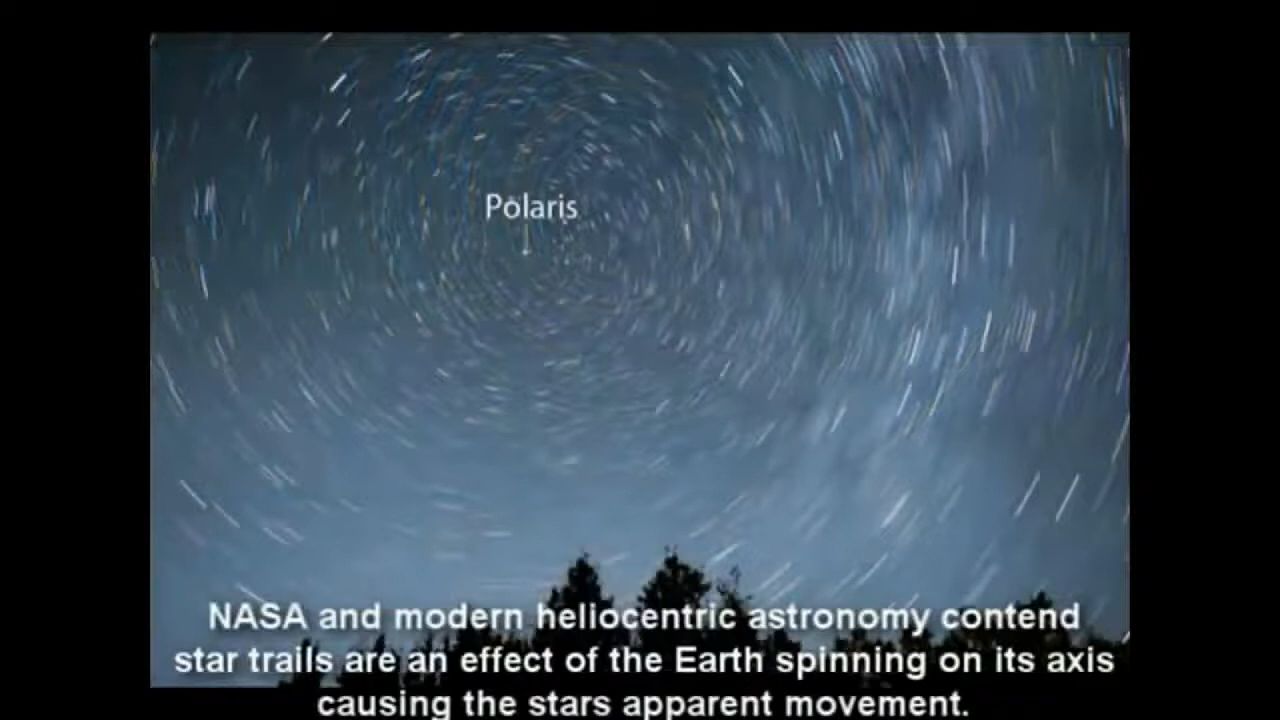 Polaris
NASA and modern heliocentric astronomy contend
star trails are an effect of the Earth spinning on its axis
causing the stars apparent movement.